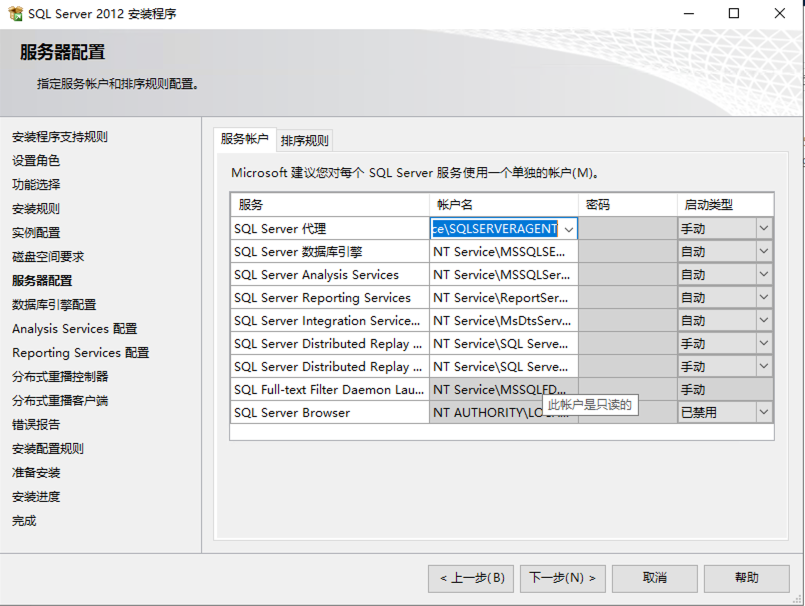 SQL Server 2012 安装程序
服务器配置
指定服务帐户和排序规则配置。
安装程序支持规则
设置角色
功能选择
安装规则
实例配置
磁盘空间要求
服务器配置
数据库引擎配置
Analysis Services 配置
Reporting Services 配置
分布式重播控制器
分布式重播客户端
错误报告
安装配置规则
准备安装
安装进度
完成
服务帐户 排序规则
Microsoft 建议您对每个 SQL Server 服务使用一个单独的帐户(M)。
服务 帐户名 密码 启动类型
SQL Server 代理 ce\SQLSERVERAGENT 手动
SQL Server 数据库引擎 NT Service\MSSQLSE... 自动
SQL Server Analysis Services NT Service\MSSQLSer... 自动
SQL Server Reporting Services NT Service\ReportSer... 自动
SQL Server Integration Service... NT Service\MsDtsServ... 自动
SQL Server Distributed Replay ... NT Service\SQL Serve... 手动
SQL Server Distributed Replay ... NT Service\SQL Serve... 手动
SQL Full-text Filter Daemon Lau... NT Service\MSSQLFD... 手动
此帐户是只读的
SQL Server Browser NT AUTHORITY\LOCA... 已禁用
< 上一步(B) 下一步(N) > 取消 帮助